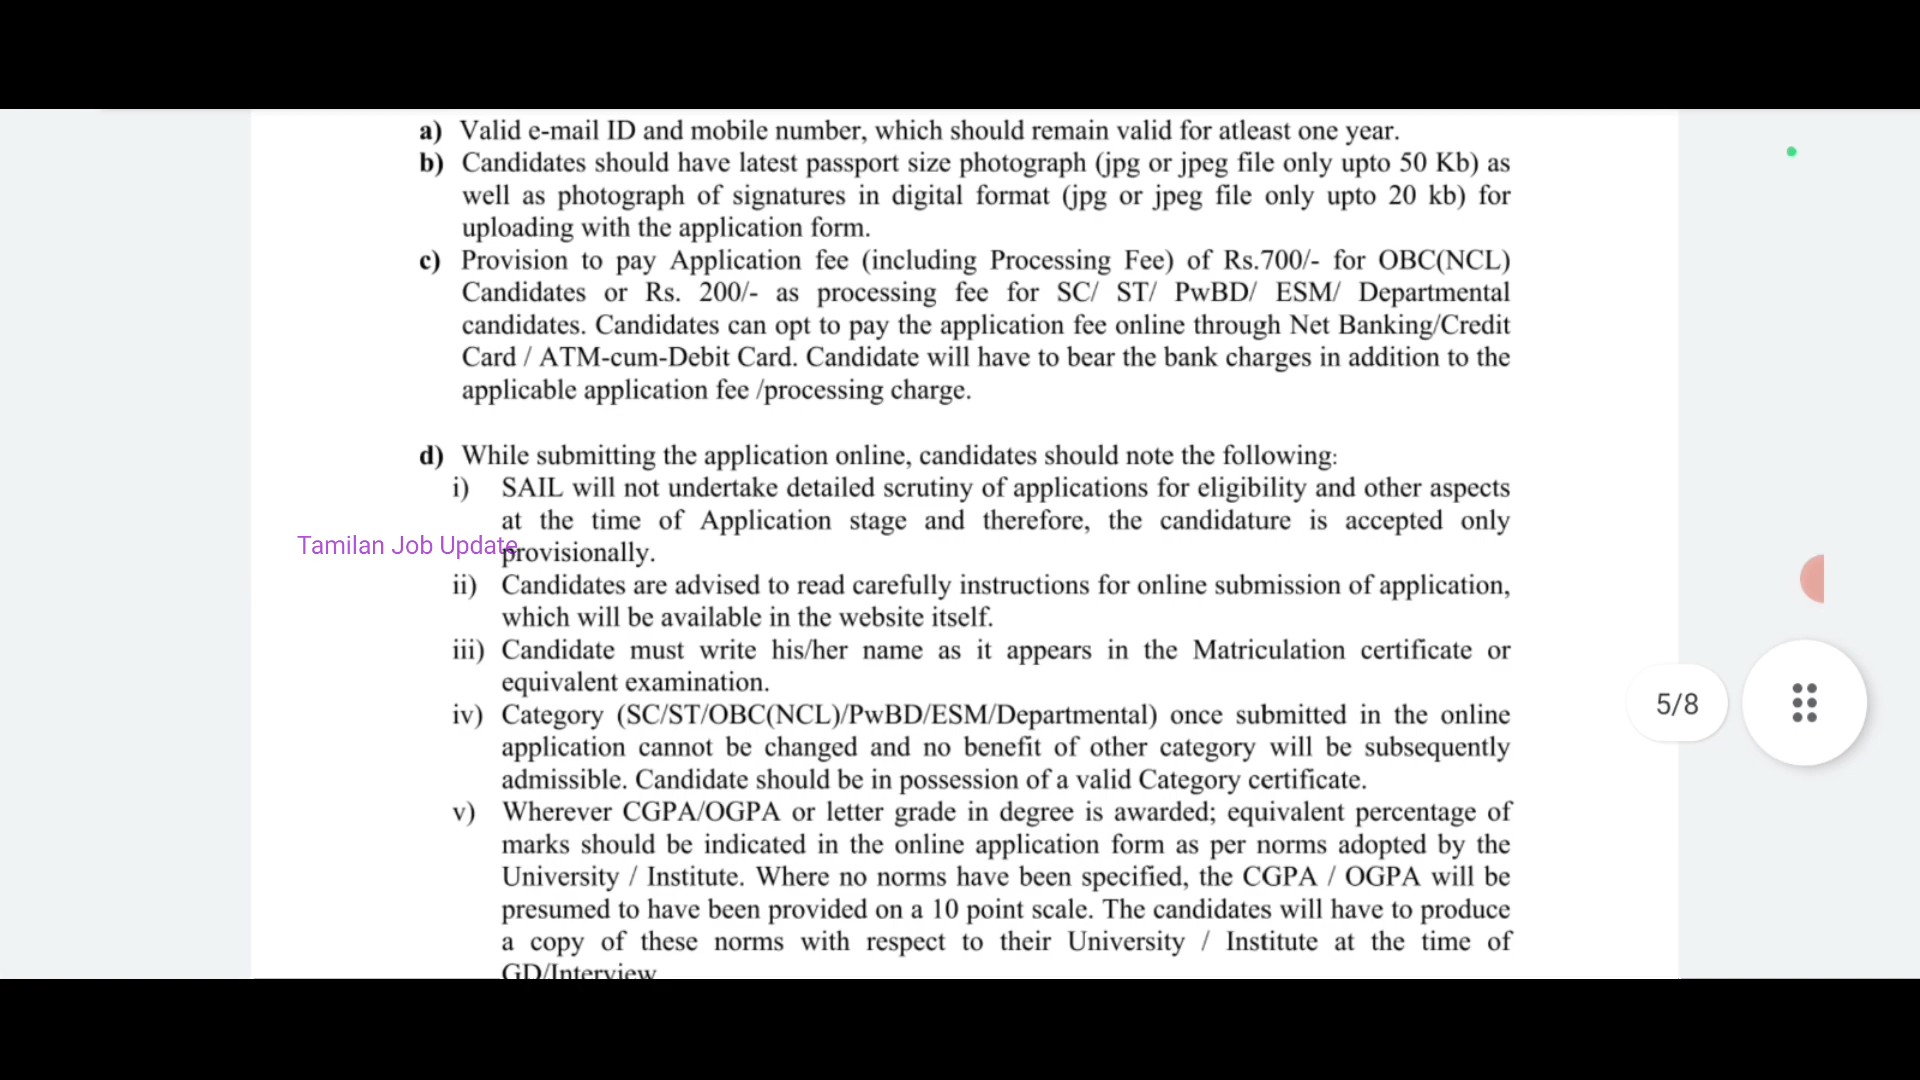 a) Valid e-mail ID and mobile number, which should remain valid for atleast one year.
b) Candidates should have latest passport size photograph (jpg or jpeg file only upto 50 Kb) as
well as photograph of signatures in digital format (jpg or jpeg file only upto 20 kb) for
uploading with the application form.
c) Provision to pay Application fee (including Processing Fee) of Rs.700/- for OBC(NCL)
Candidates or Rs. 200/- as processing fee for SC/ ST/ PwBD/ ESM/ Departmental
candidates. Candidates can opt to pay the application fee online through Net Banking/Credit
Card / ATM-cum-Debit Card. Candidate will have to bear the bank charges in addition to the
applicable application fee /processing charge.
d) While submitting the application online, candidates should note the following:
i) SAIL will not undertake detailed scrutiny of applications for eligibility and other aspects
at the time of Application stage and therefore, the candidature is accepted only
Tamilan Job Update
provisionally.
ii) Candidates are advised to read carefully instructions for online submission of application,
which will be available in the website itself.
iii) Candidate must write his/her name as it appears in the Matriculation certificate or
equivalent examination.
iv) Category (SC/ST/OBC(NCL)/PwBD/ESM/Departmental) once submitted in the online
application cannot be changed and no benefit of other category will be subsequently
admissible. Candidate should be in possession of a valid Category certificate.
5/8
v) Wherever CGPA/OGPA or letter grade in degree is awarded; equivalent percentage of
marks should be indicated in the online application form as per norms adopted by the
University / Institute. Where no norms have been specified, the CGPA / OGPA will be
presumed to have been provided on a 10 point scale. The candidates will have to produce
a copy of these norms with respect to their University / Institute at the time of
GD/Interview